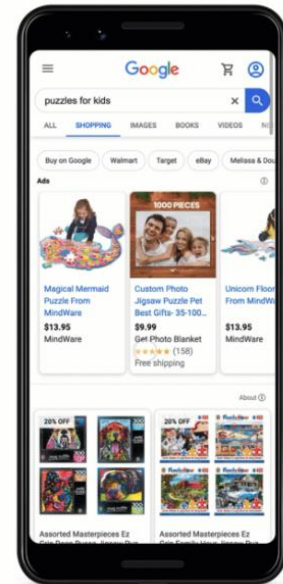 Google
puzzles for kids
ALL SHOPPING IMAGES BOOKS VIDEOS
Buy on Google Walmart Target eBay Melissa & Dou
Ads
1000 PIECES
Magical Mermaid
Puzzle From
MindWare
$13.95
MindWare
Custom Photo
Jigsaw Puzzle Pet
Best Gifts- 35-100...
$9.99
Get Photo Blanket
(158)
Free shipping
Unicorn Floor
From MindWa
$13.95
MindWare
About
20% OFF
20% OFF
Assorted Masterpieces Ez
Assorted Masterpieces Ez